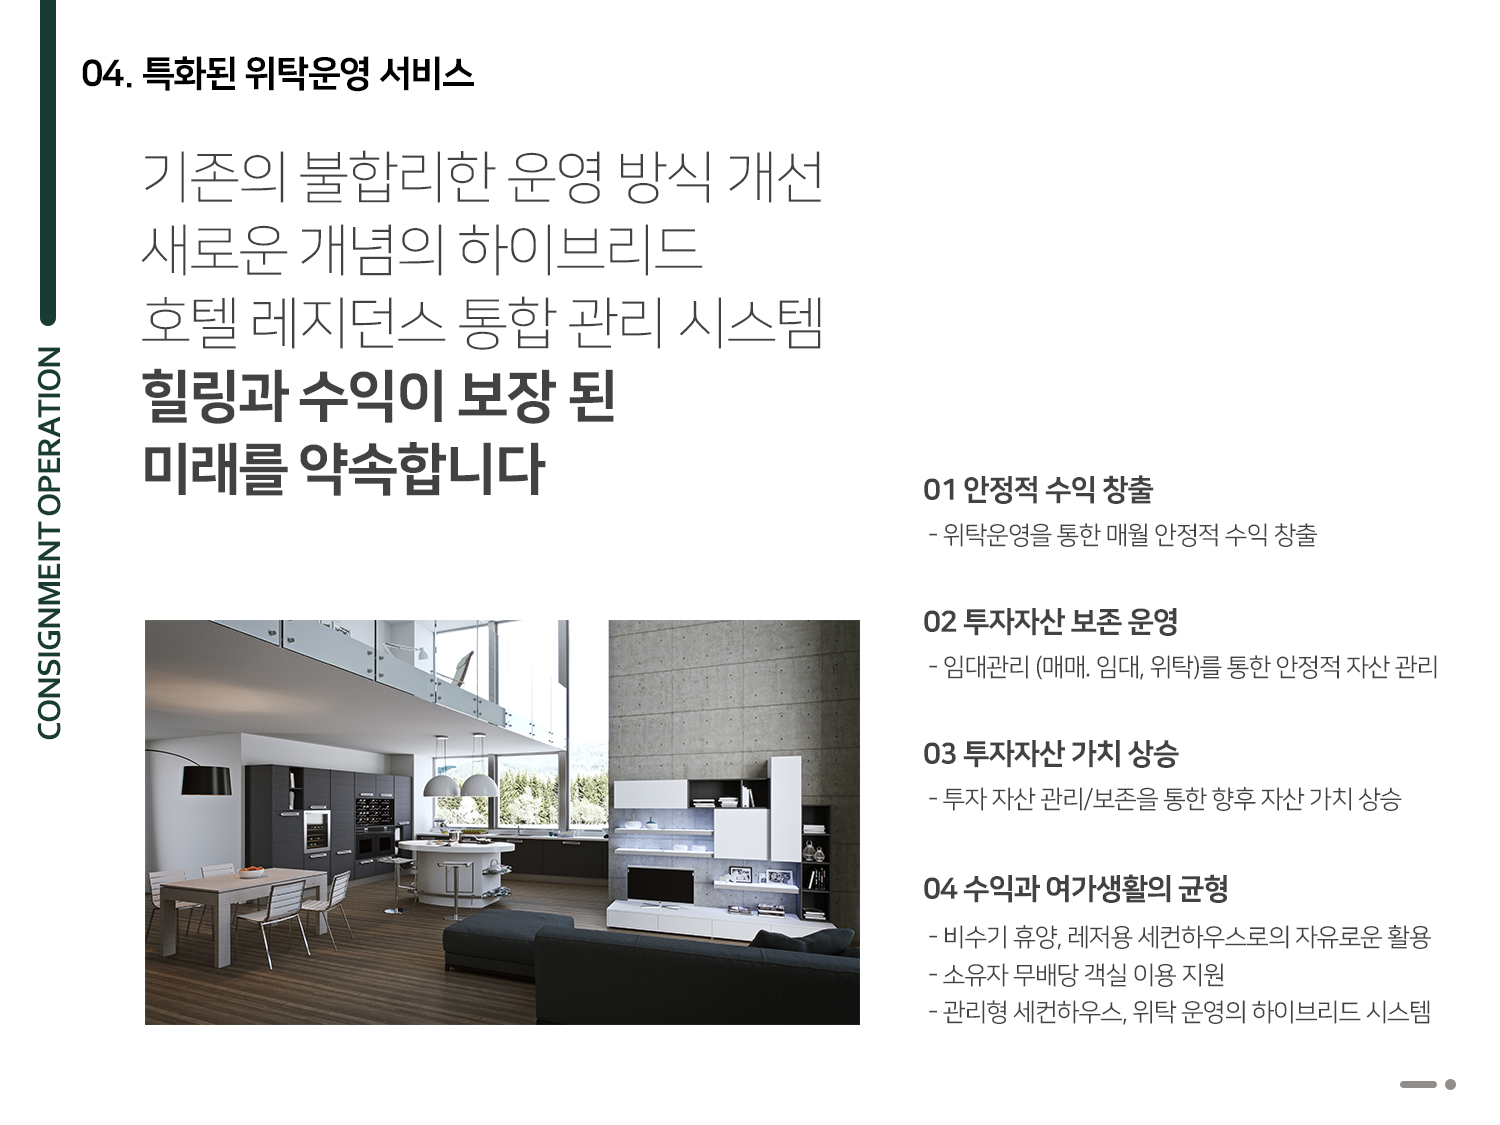 04. 특화된 위탁운영 서비스
CONSIGNMENT OPERATION
기존의 불합리한 운영 방식 개선
새로운 개념의 하이브리드
호텔 레지던스 통합 관리 시스템
힐링과 수익이 보장 된
미래를 약속합니다
01 안정적 수익 창출
- 위탁운영을 통한 매월 안정적 수익 창출
02 투자자산 보존 운영
- 임대관리 (매매. 임대, 위탁)를 통한 안정적 자산 관리
03 투자자산 가치 상승
- 투자 자산 관리/보존을 통한 향후 자산 가치 상승
04 수익과 여가생활의 균형
- 비수기 휴양, 레저용 세컨하우스로의 자유로운 활용
- 소유자 무배당 객실 이용 지원
- 관리형 세컨하우스, 위탁 운영의 하이브리드 시스템